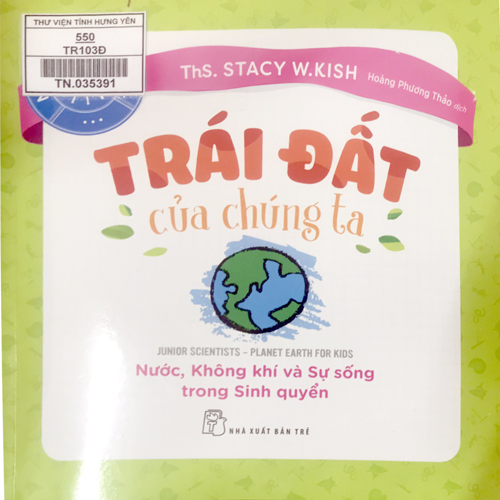 THƯ VIỆN TỈNH HƯNG YÊN
550
TR103Đ
TN.035391
ThS. STACY W.KISH
Hoàng Phương Thảo dịch
TRÁI ĐẤT
của chúng ta
JUNIOR SCIENTISTS – PLANET EARTH FOR KIDS
Nước, Không khí và Sự sống
trong Sinh quyển
NHÀ XUẤT BẢN TRẺ